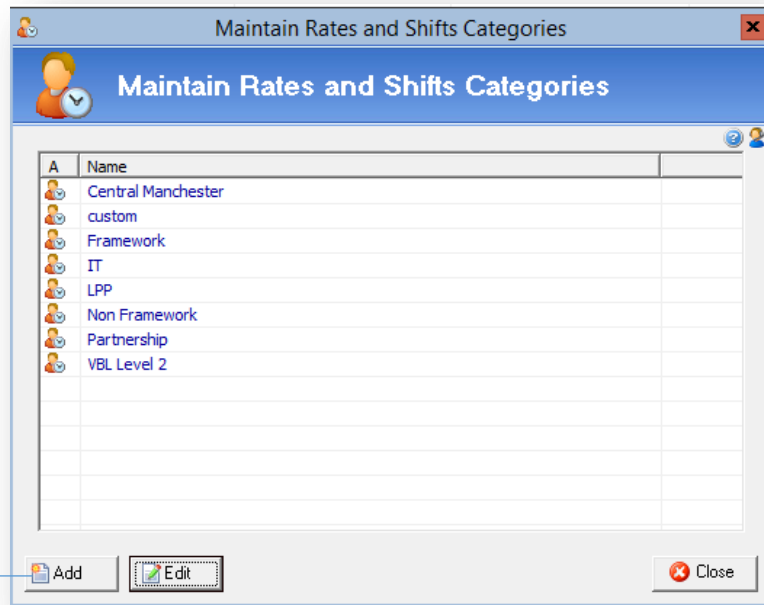 Maintain Rates and Shifts Categories
Maintain Rates and Shifts Categories
A Name
Central Manchester
custom
Framework
IT
LPP
Non Framework
Partnership
VBL Level 2
Add Edit Close